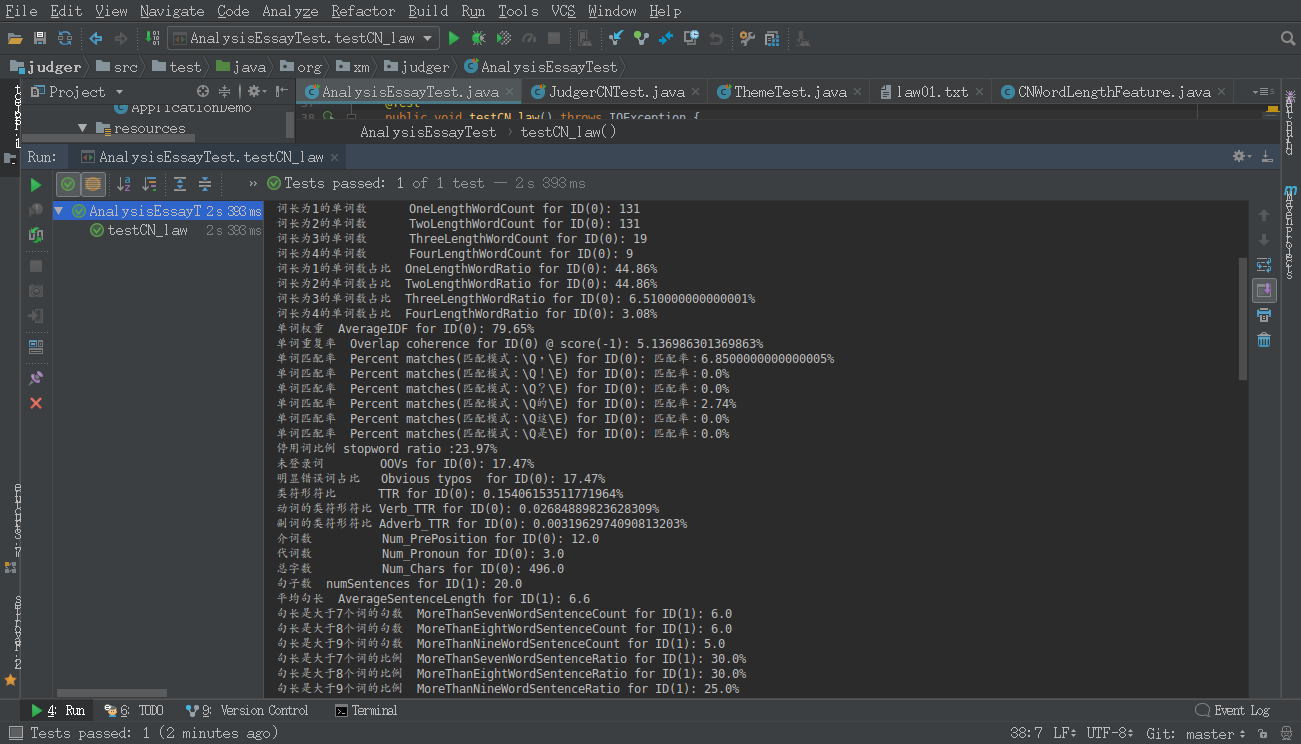 File Edit View Navigate Code Analyze Refactor Build Run Tools VCS Window Help
AnalysisEssayTest.testCN_law
judger src test java org xm judger AnalysisEssayTest
Project
AnalysisEssayTest.java JudgerCNTest.java ThemeTest.java law01.txt CNWordLengthFeature.java
ApplicationDemo
resources
38 public void testCN_law() throws IOException {
AnalysisEssayTest › testCN_law()
Run: AnalysisEssayTest.testCN_law
Tests passed: 1 of 1 test — 2 s 393 ms
AnalysisEssayT 2 s 393 ms
testCN_law 2 s 393 ms
词长为1的单词数 OneLengthWordCount for ID(0): 131
词长为2的单词数 TwoLengthWordCount for ID(0): 131
词长为3的单词数 ThreeLengthWordCount for ID(0): 19
词长为4的单词数 FourLengthWordCount for ID(0): 9
词长为1的单词数占比 OneLengthWordRatio for ID(0): 44.86%
词长为2的单词数占比 TwoLengthWordRatio for ID(0): 44.86%
词长为3的单词数占比 ThreeLengthWordRatio for ID(0): 6.510000000000001%
词长为4的单词数占比 FourLengthWordRatio for ID(0): 3.08%
单词权重 AverageIDF for ID(0): 79.65%
单词重复率 Overlap coherence for ID(0) @ score(-1): 5.136986301369863%
单词匹配率 Percent matches(匹配模式：\Q，\E) for ID(0): 匹配率：6.8500000000000005%
单词匹配率 Percent matches(匹配模式：\Q！\E) for ID(0): 匹配率：0.0%
单词匹配率 Percent matches(匹配模式：\Q？\E) for ID(0): 匹配率：0.0%
单词匹配率 Percent matches(匹配模式：\Q的\E) for ID(0): 匹配率：2.74%
单词匹配率 Percent matches(匹配模式：\Q这\E) for ID(0): 匹配率：0.0%
单词匹配率 Percent matches(匹配模式：\Q是\E) for ID(0): 匹配率：0.0%
停用词比例 stopword ratio :23.97%
未登录词 OOVs for ID(0): 17.47%
明显错误词占比 Obvious typos for ID(0): 17.47%
类符形符比 TTR for ID(0): 0.15406153511771964%
动词的类符形符比 Verb_TTR for ID(0): 0.02684889823628309%
副词的类符形符比 Adverb_TTR for ID(0): 0.0031962974090813203%
介词数 Num_PrePosition for ID(0): 12.0
代词数 Num_Pronoun for ID(0): 3.0
总字数 Num_Chars for ID(0): 496.0
句子数 numSentences for ID(1): 20.0
平均句长 AverageSentenceLength for ID(1): 6.6
句长是大于7个词的句数 MoreThanSevenWordSentenceCount for ID(1): 6.0
句长是大于8个词的句数 MoreThanEightWordSentenceCount for ID(1): 6.0
句长是大于9个词的句数 MoreThanNineWordSentenceCount for ID(1): 5.0
句长是大于7个词的比例 MoreThanSevenWordSentenceRatio for ID(1): 30.0%
句长是大于8个词的比例 MoreThanEightWordSentenceRatio for ID(1): 30.0%
句长是大于9个词的比例 MoreThanNineWordSentenceRatio for ID(1): 25.0%
4: Run 6: TODO 9: Version Control Terminal Event Log
Tests passed: 1 (2 minutes ago) 38:7 LF UTF-8 Git: master